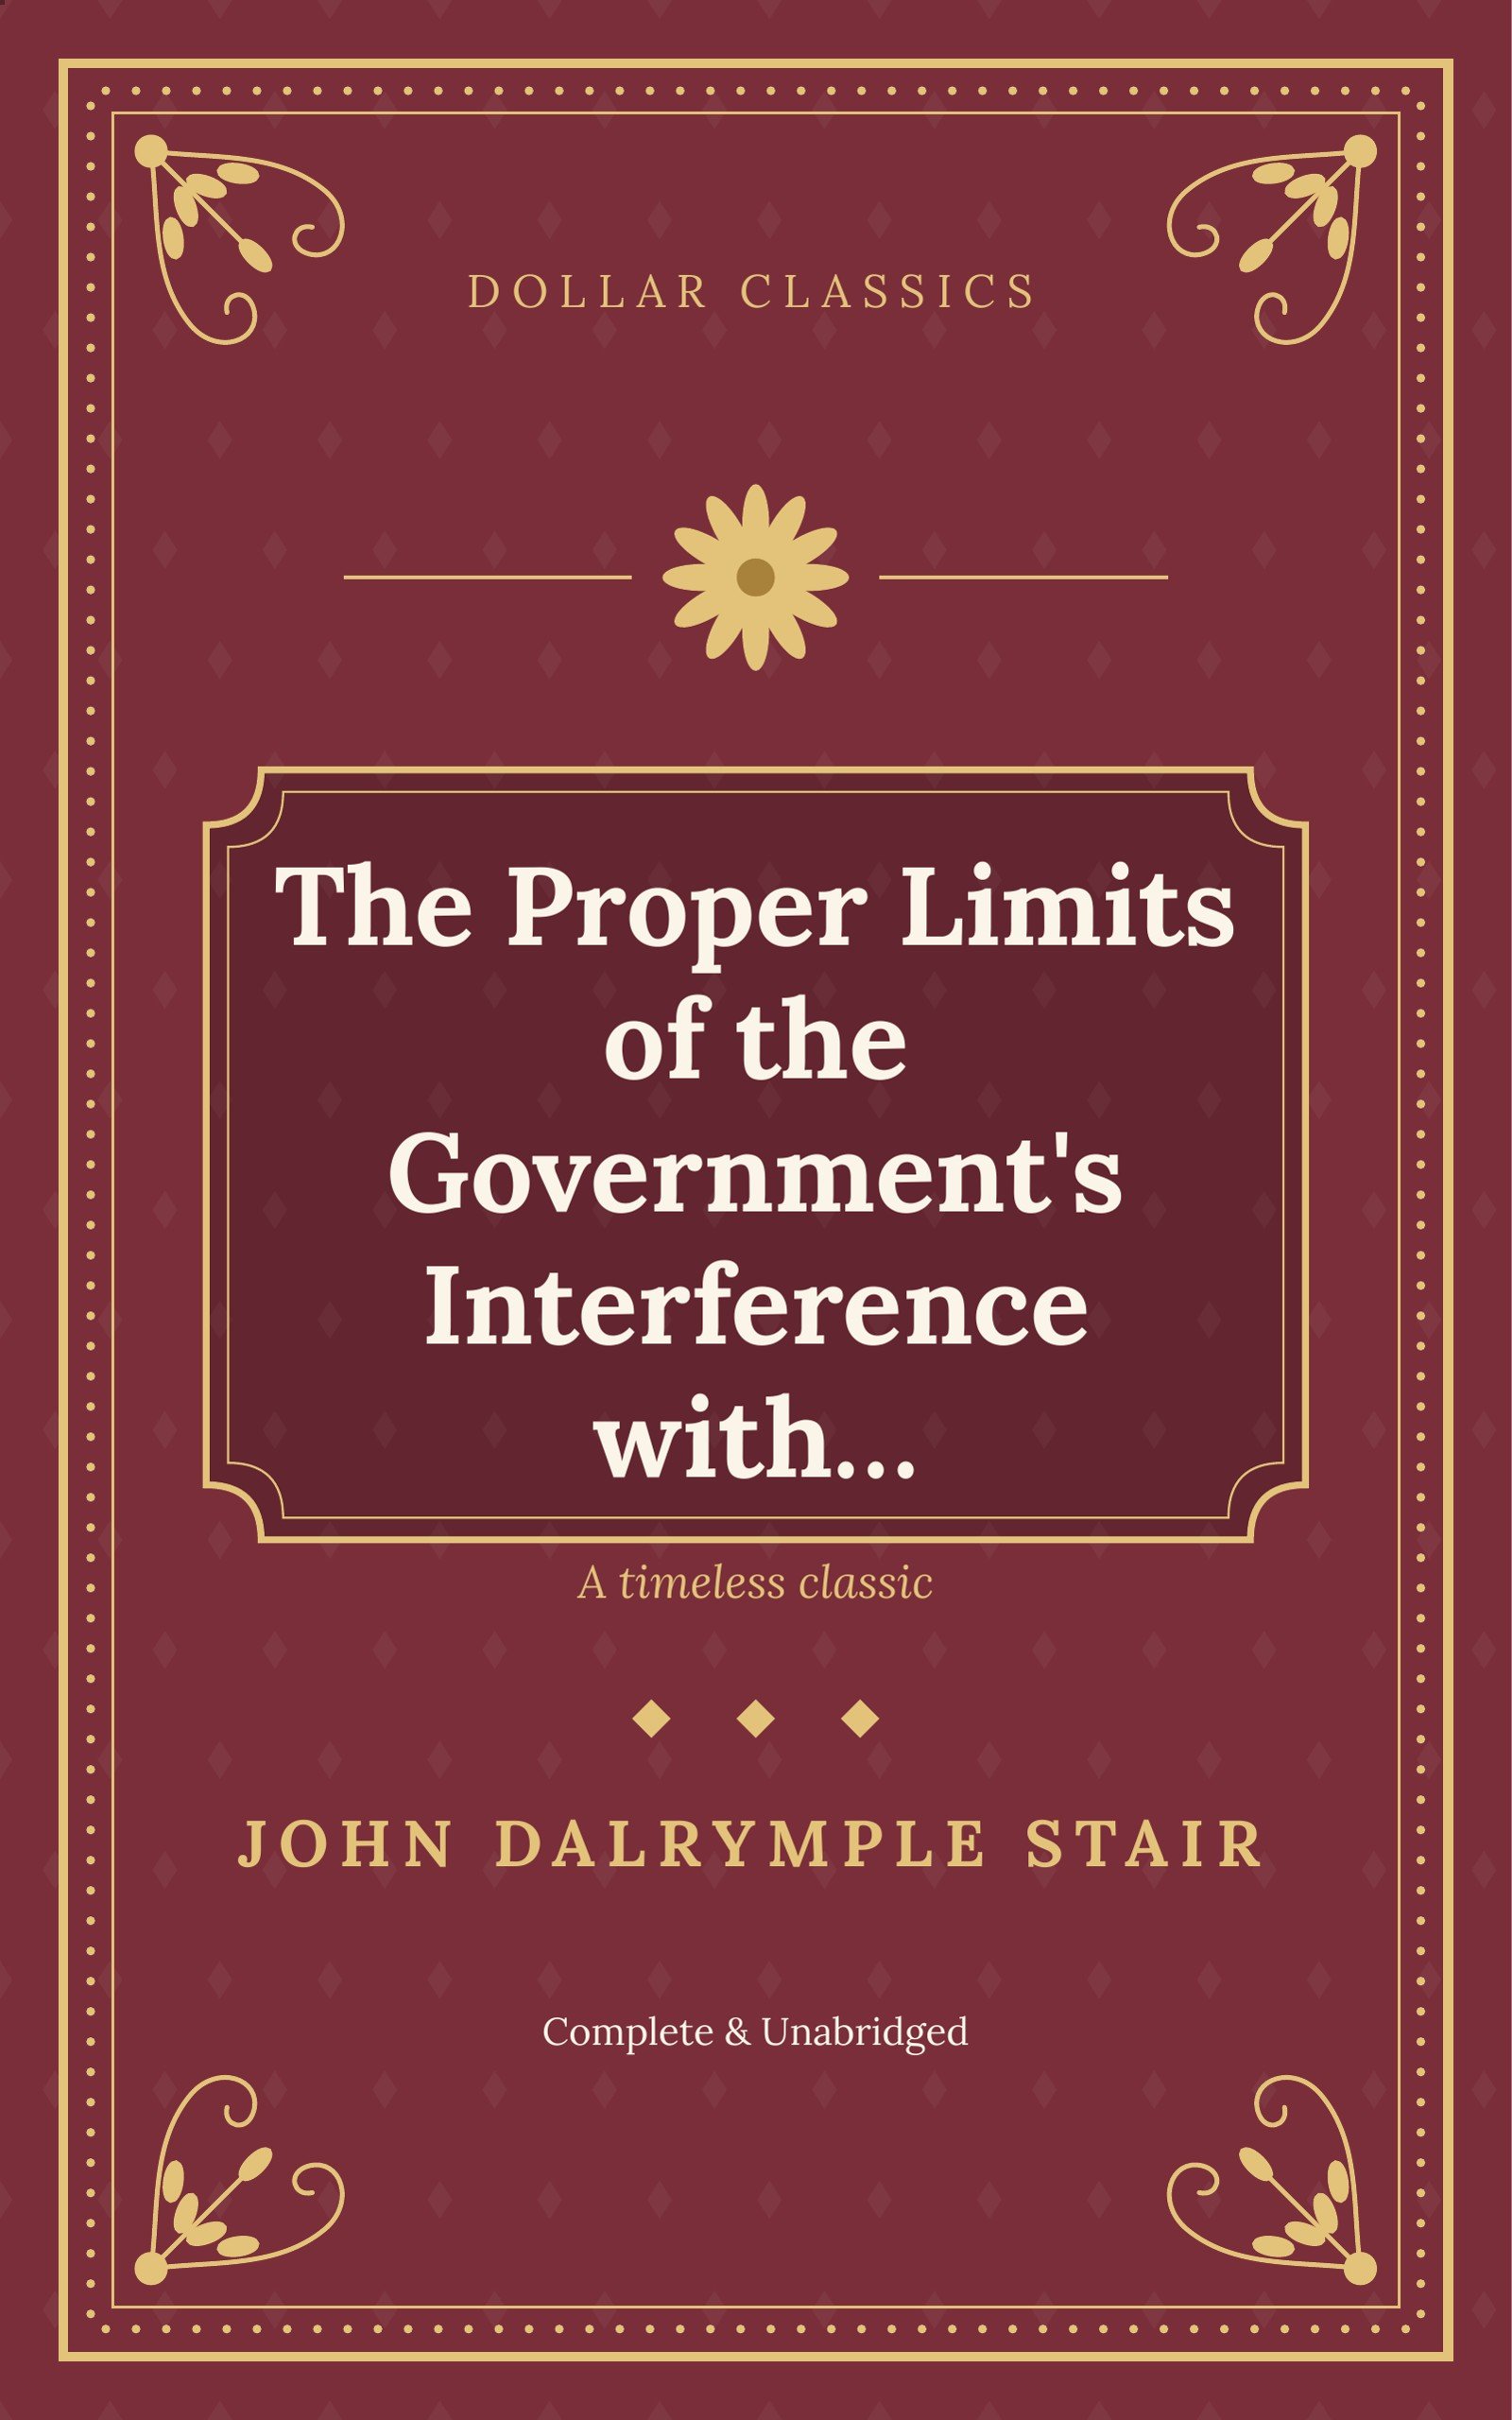 DOLLAR CLASSICS
The Proper Limits
of the
Government's
Interference
with...
A timeless classic
JOHN DALRYMPLE STAIR
Complete & Unabridged